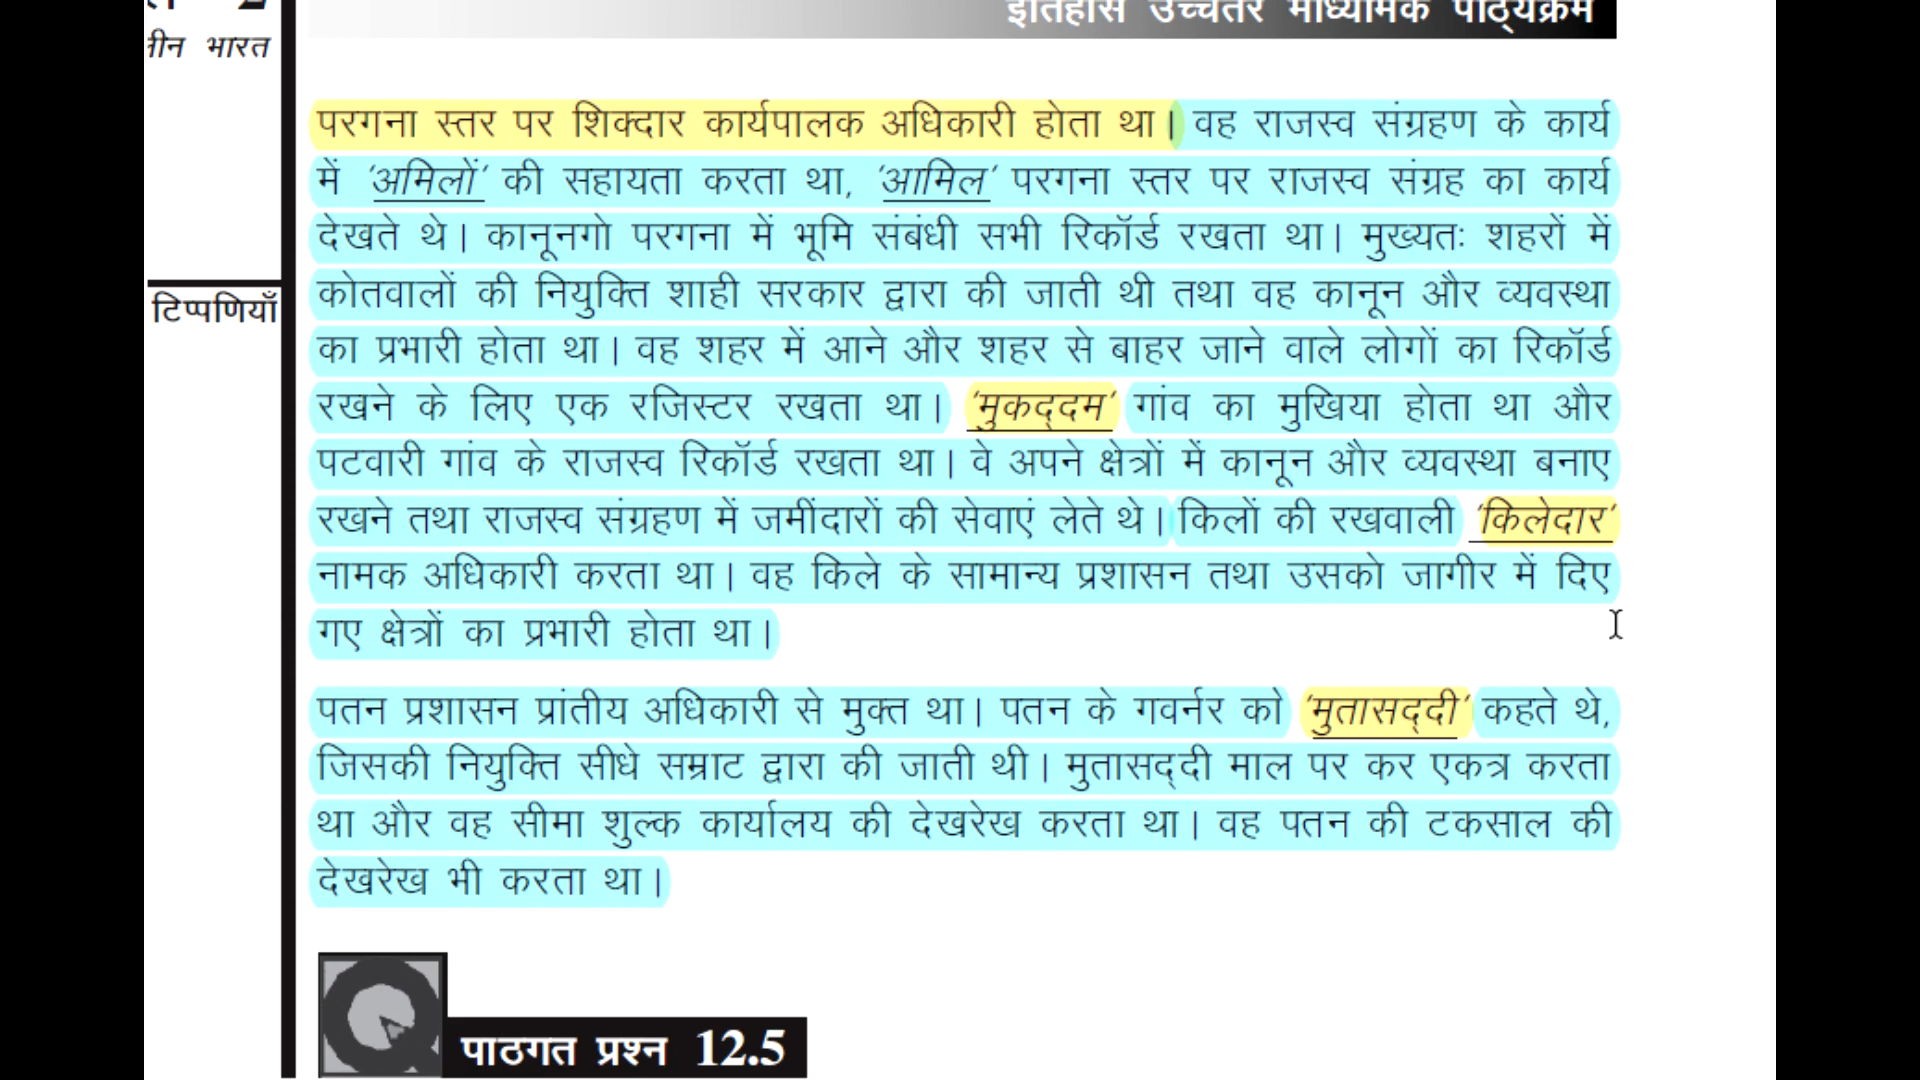 2
भारत
इतिहास उच्चतर माध्यमिक पाठ्यक्रम
परगना स्तर पर शिक्दार कार्यपालक अधिकारी होता था। वह राजस्व संग्रहण के कार्य
में ‘अमिलों’ की सहायता करता था, ‘आमिल’ परगना स्तर पर राजस्व संग्रह का कार्य
देखते थे। कानूनगो परगना में भूमि संबंधी सभी रिकॉर्ड रखता था। मुख्यतः शहरों में
कोतवालों की नियुक्ति शाही सरकार द्वारा की जाती थी तथा वह कानून और व्यवस्था
टिप्पणियाँ
का प्रभारी होता था। वह शहर में आने और शहर से बाहर जाने वाले लोगों का रिकॉर्ड
रखने के लिए एक रजिस्टर रखता था। ‘मुकद्दम’ गांव का मुखिया होता था और
पटवारी गांव के राजस्व रिकॉर्ड रखता था। वे अपने क्षेत्रों में कानून और व्यवस्था बनाए
रखने तथा राजस्व संग्रहण में जमींदारों की सेवाएं लेते थे। किलों की रखवाली ‘किलेदार’
नामक अधिकारी करता था। वह किले के सामान्य प्रशासन तथा उसको जागीर में दिए
गए क्षेत्रों का प्रभारी होता था।
पतन प्रशासन प्रांतीय अधिकारी से मुक्त था। पतन के गवर्नर को ‘मुतासद्दी’ कहते थे,
जिसकी नियुक्ति सीधे सम्राट द्वारा की जाती थी। मुतासद्दी माल पर कर एकत्र करता
था और वह सीमा शुल्क कार्यालय की देखरेख करता था। वह पतन की टकसाल की
देखरेख भी करता था।
पाठगत प्रश्न 12.5